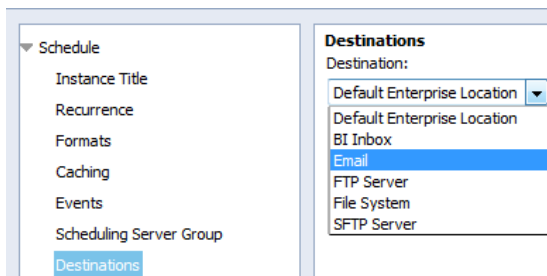 Schedule
Instance Title
Recurrence
Formats
Caching
Events
Scheduling Server Group
Destinations
Destinations
Destination:
Default Enterprise Location
Default Enterprise Location
BI Inbox
Email
FTP Server
File System
SFTP Server